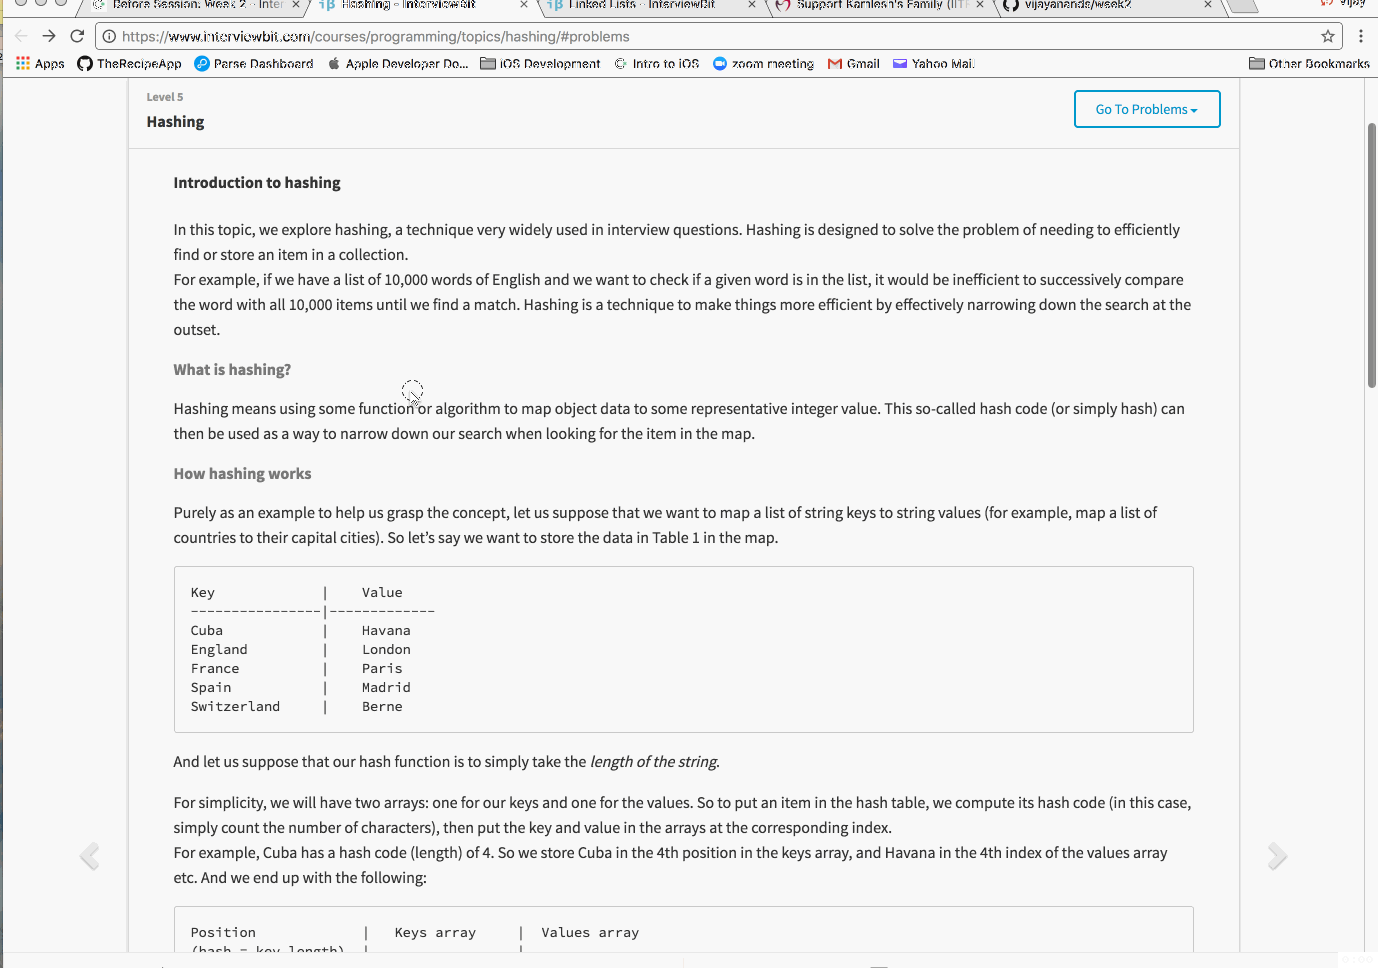 Before Session: Week 2 - Inter
Hashing - InterviewBit
Linked Lists - InterviewBit
Support Kamlesh's Family (IIT
vijayanands/week2
Vijay
https://www.interviewbit.com/courses/programming/topics/hashing/#problems
Apps TheRecipeApp Parse Dashboard Apple Developer Do... iOS Development Intro to iOS zoom meeting Gmail Yahoo Mail Other Bookmarks
Level 5
Hashing
Go To Problems
Introduction to hashing
In this topic, we explore hashing, a technique very widely used in interview questions. Hashing is designed to solve the problem of needing to efficiently
find or store an item in a collection.
For example, if we have a list of 10,000 words of English and we want to check if a given word is in the list, it would be inefficient to successively compare
the word with all 10,000 items until we find a match. Hashing is a technique to make things more efficient by effectively narrowing down the search at the
outset.
What is hashing?
Hashing means using some function or algorithm to map object data to some representative integer value. This so-called hash code (or simply hash) can
then be used as a way to narrow down our search when looking for the item in the map.
How hashing works
Purely as an example to help us grasp the concept, let us suppose that we want to map a list of string keys to string values (for example, map a list of
countries to their capital cities). So let's say we want to store the data in Table 1 in the map.
Key | Value
----------------|-------------
Cuba | Havana
England | London
France | Paris
Spain | Madrid
Switzerland | Berne
And let us suppose that our hash function is to simply take the length of the string.
For simplicity, we will have two arrays: one for our keys and one for the values. So to put an item in the hash table, we compute its hash code (in this case,
simply count the number of characters), then put the key and value in the arrays at the corresponding index.
For example, Cuba has a hash code (length) of 4. So we store Cuba in the 4th position in the keys array, and Havana in the 4th index of the values array
etc. And we end up with the following:
Position | Keys array | Values array
(hash = key length) | |